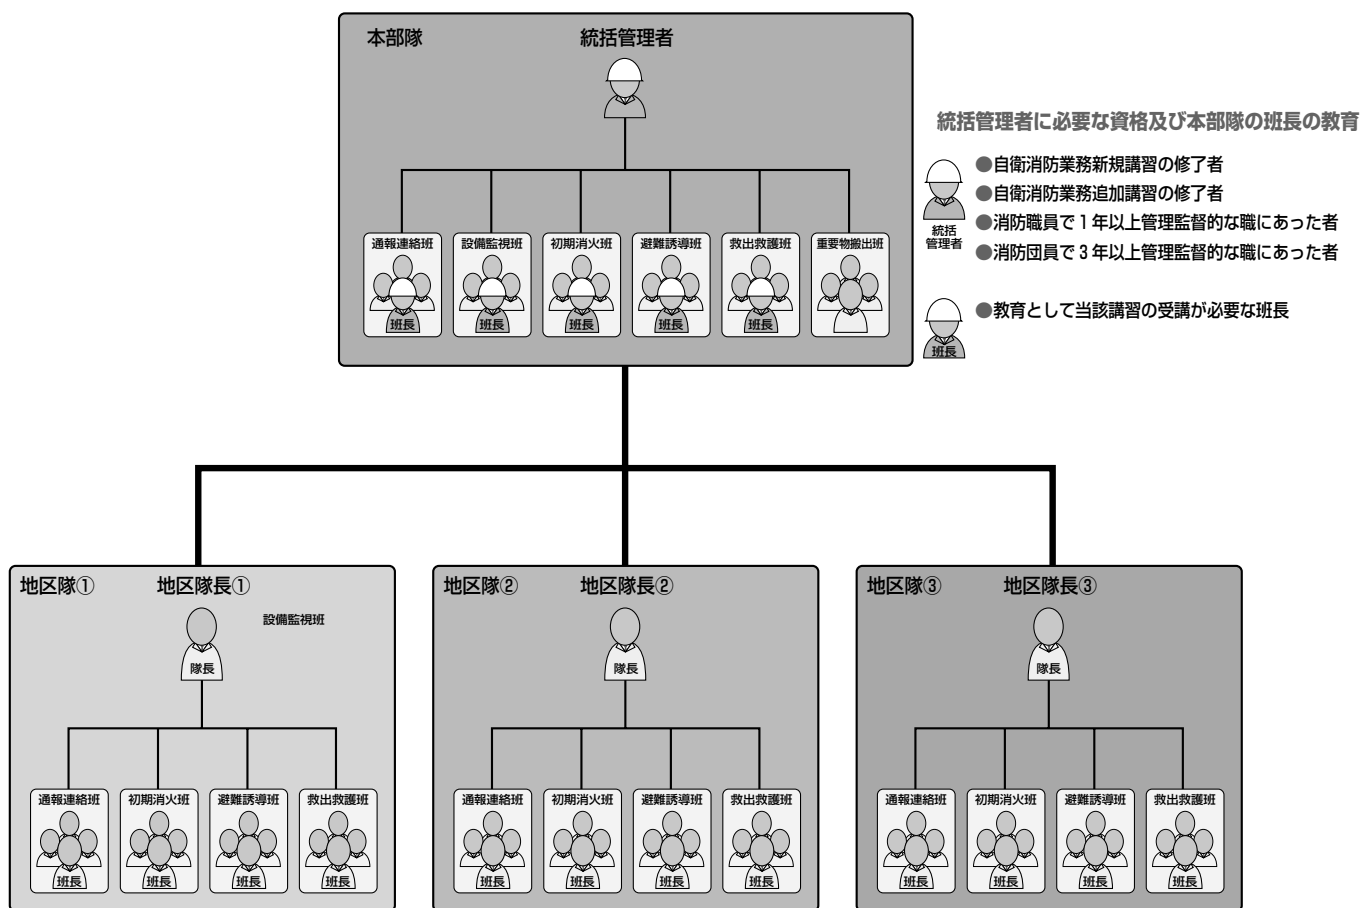 本部隊 統括管理者
通報連絡班 設備監視班 初期消火班 避難誘導班 救出救護班 重要物搬出班
班長 班長 班長 班長 班長
統括管理者に必要な資格及び本部隊の班長の教育
●自衛消防業務新規講習の修了者
●自衛消防業務追加講習の修了者
●消防職員で1年以上管理監督的な職にあった者
●消防団員で3年以上管理監督的な職にあった者
統括
管理者
●教育として当該講習の受講が必要な班長
班長
地区隊① 地区隊長①
設備監視班
隊長
通報連絡班 初期消火班 避難誘導班 救出救護班
班長 班長 班長 班長
地区隊② 地区隊長②
隊長
通報連絡班 初期消火班 避難誘導班 救出救護班
班長 班長 班長 班長
地区隊③ 地区隊長③
隊長
通報連絡班 初期消火班 避難誘導班 救出救護班
班長 班長 班長 班長